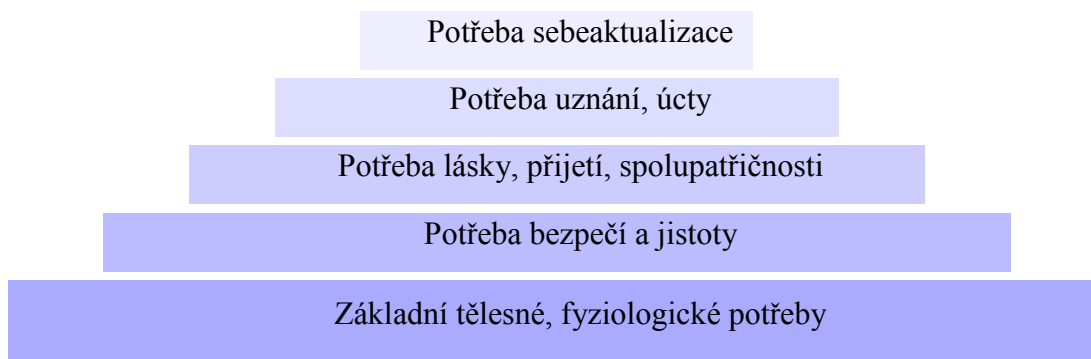 Potřeba sebeaktualizace
Potřeba uznání, úcty
Potřeba lásky, přijetí, spolupatřičnosti
Potřeba bezpečí a jistoty
Základní tělesné, fyziologické potřeby